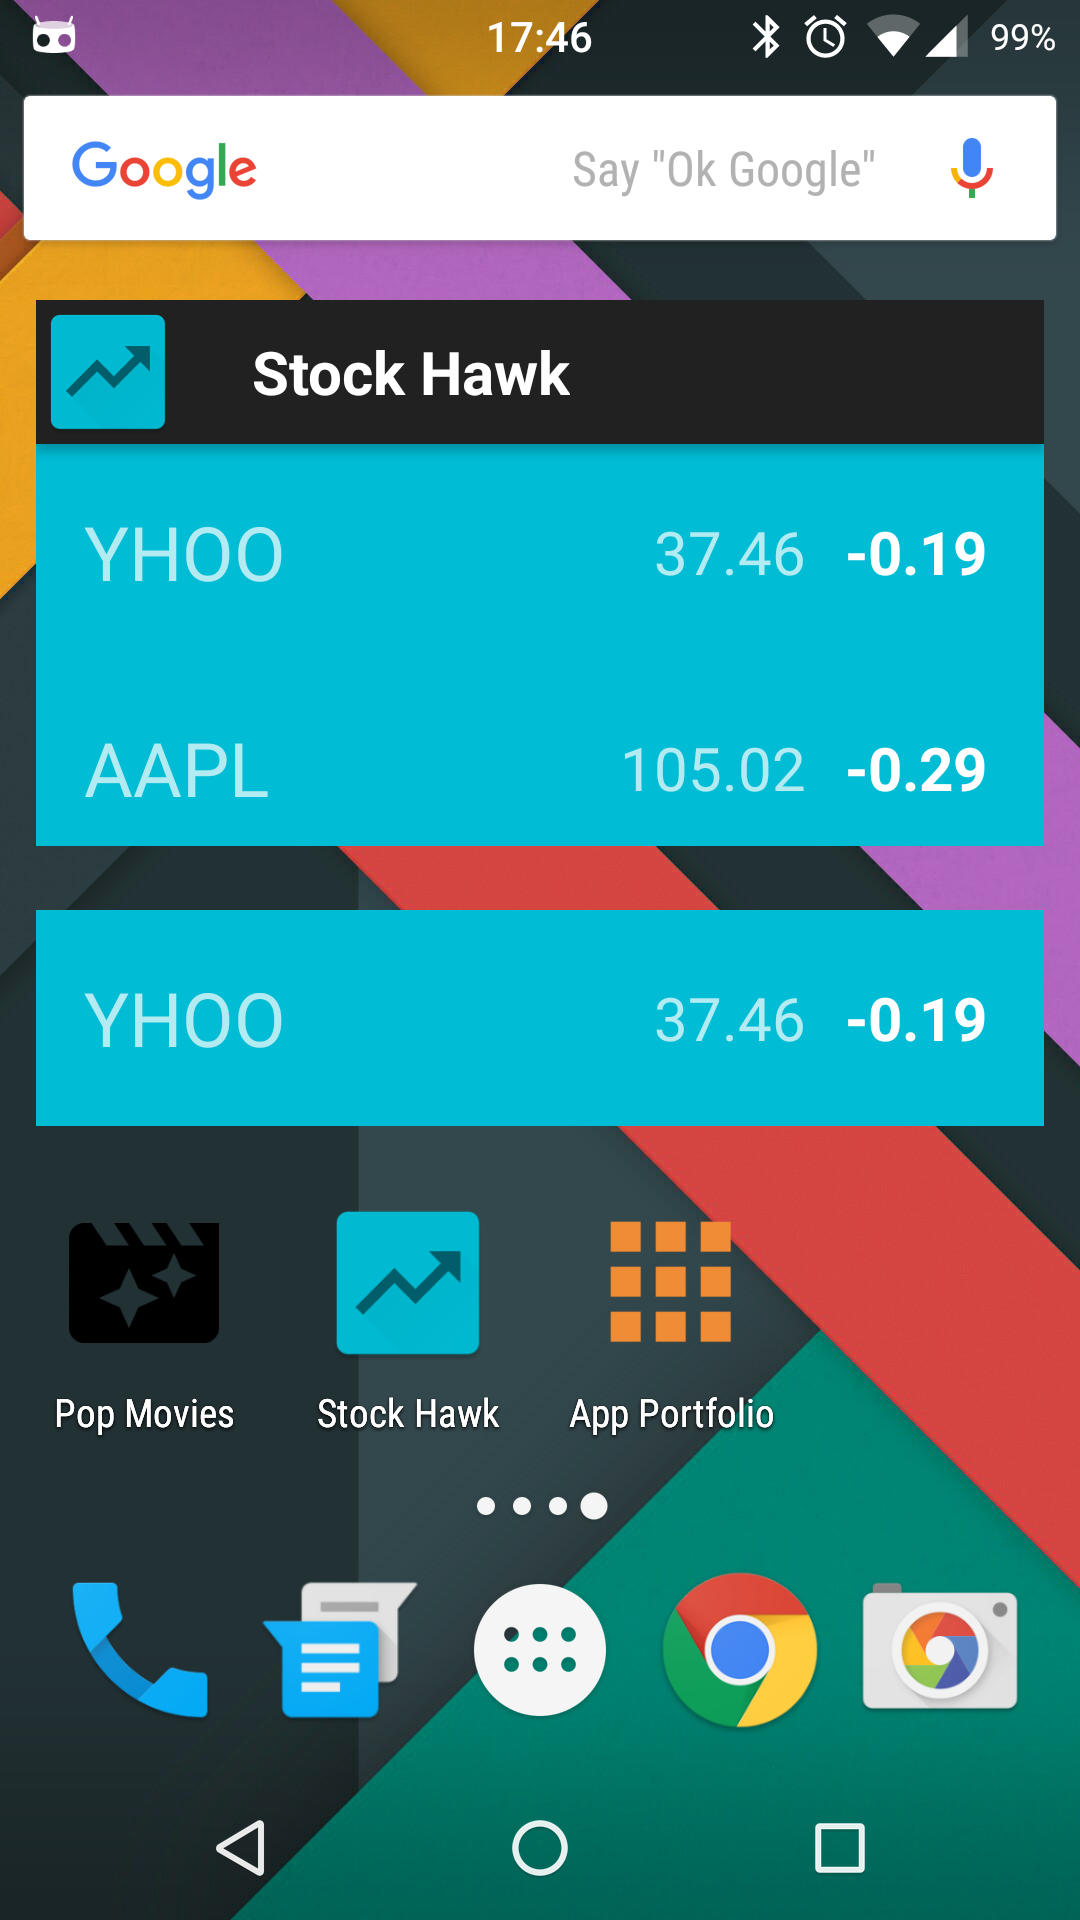 17:46 99%
Google Say "Ok Google"
Stock Hawk
YHOO 37.46 -0.19
AAPL 105.02 -0.29
YHOO 37.46 -0.19
Pop Movies Stock Hawk App Portfolio